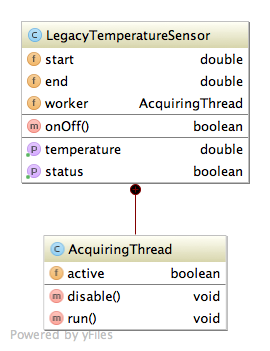 C LegacyTemperatureSensor
f start double
f end double
f worker AcquiringThread
m onOff() boolean
P temperature double
P status boolean
C AcquiringThread
f active boolean
m disable() void
m run() void
Powered by yFiles